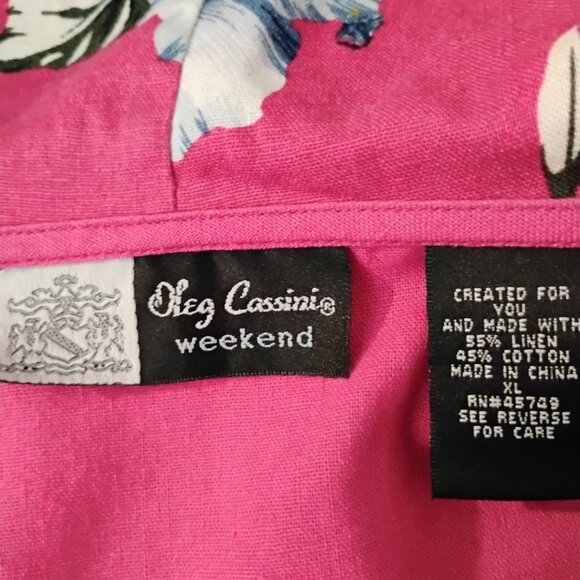 Oleg Cassini®
weekend
CREATED FOR
YOU
AND MADE WITH
55% LINEN
45% COTTON
MADE IN CHINA
XL
RN#45749
SEE REVERSE
FOR CARE